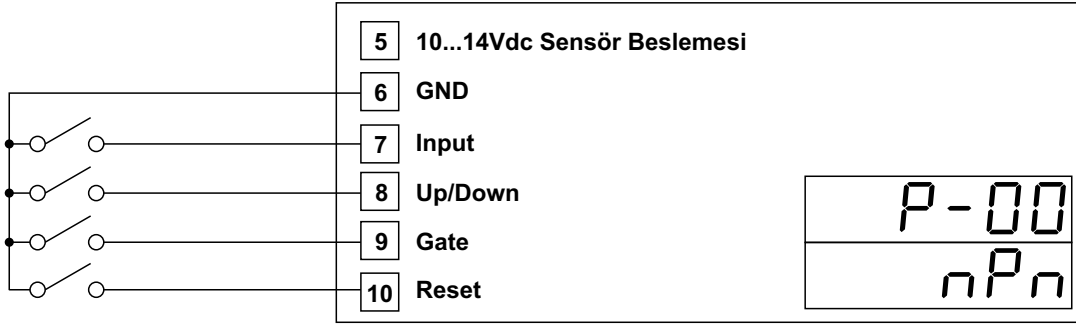 5 10...14Vdc Sensör Beslemesi
6 GND
7 Input
8 Up/Down
9 Gate
10 Reset
P-00
nPn